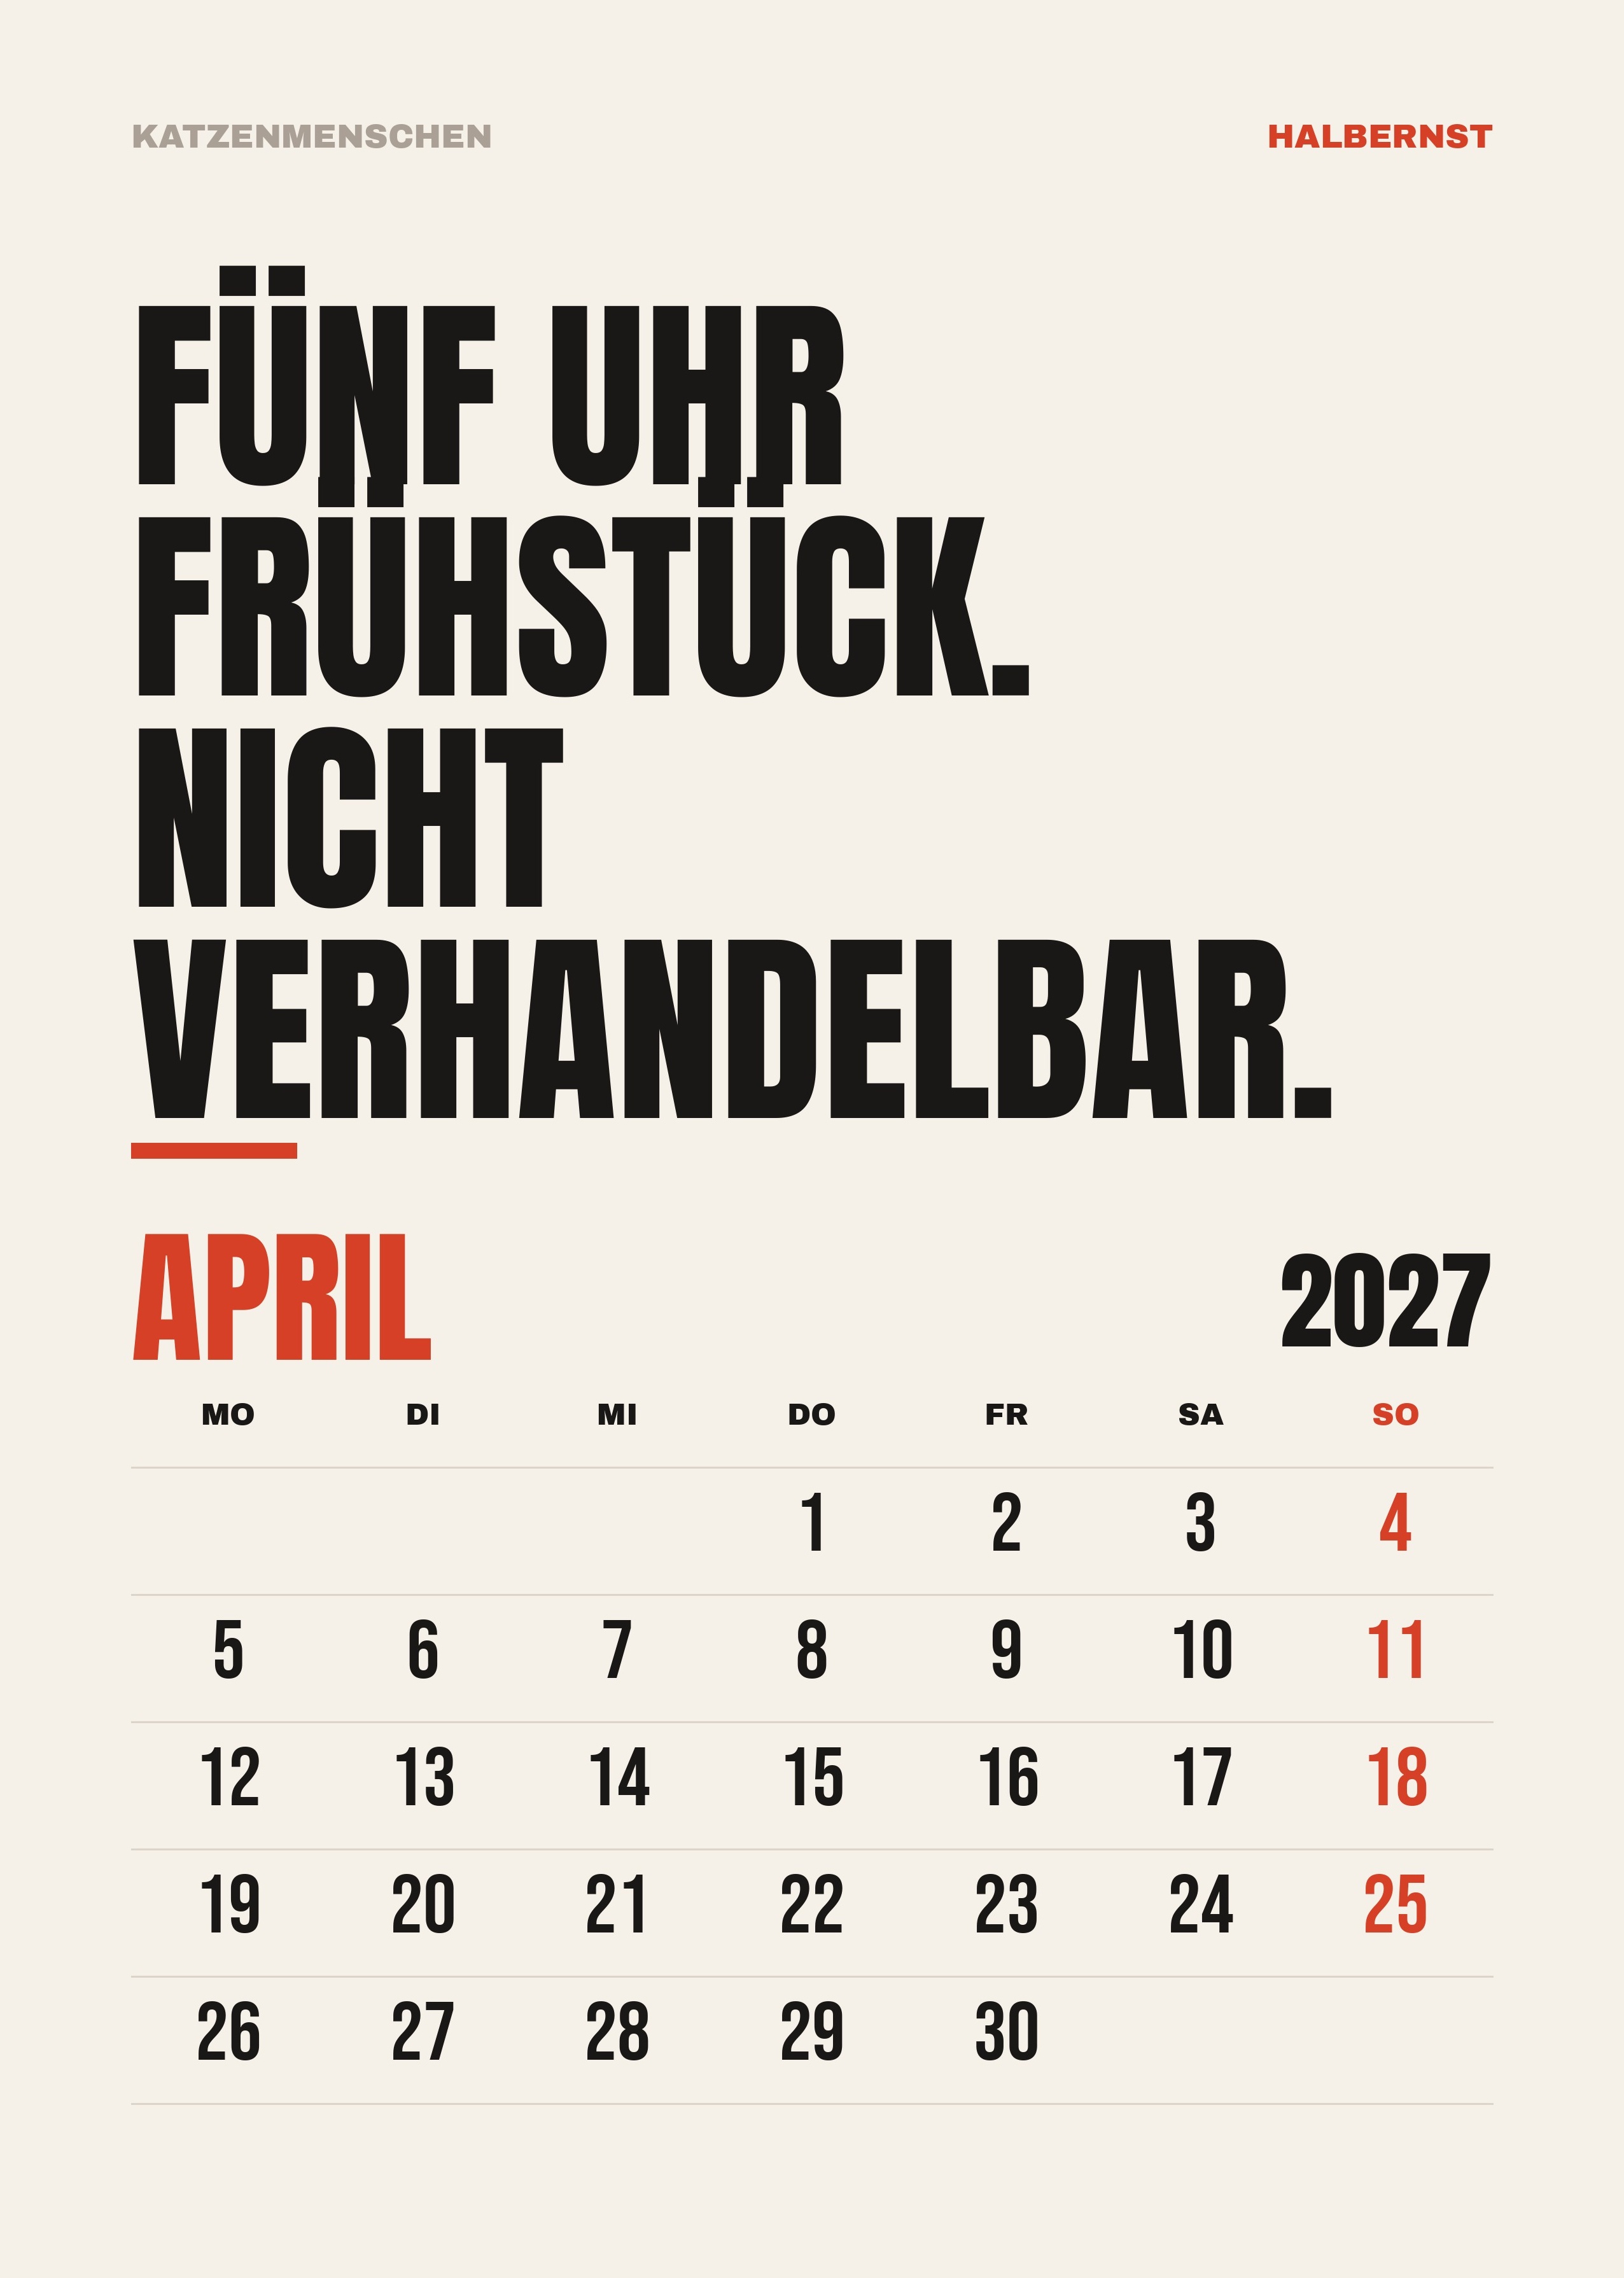 KATZENMENSCHEN HALBERNST
FÜNF UHR
FRÜHSTÜCK.
NICHT
VERHANDELBAR.
APRIL 2027
MO DI MI DO FR SA SO
1 2 3 4
5 6 7 8 9 10 11
12 13 14 15 16 17 18
19 20 21 22 23 24 25
26 27 28 29 30